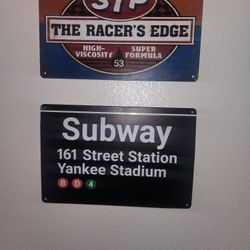 STP
THE RACER'S EDGE
HIGH- SUPER
VISCOSITY FORMULA
53
Subway
161 Street Station
Yankee Stadium
B D 4